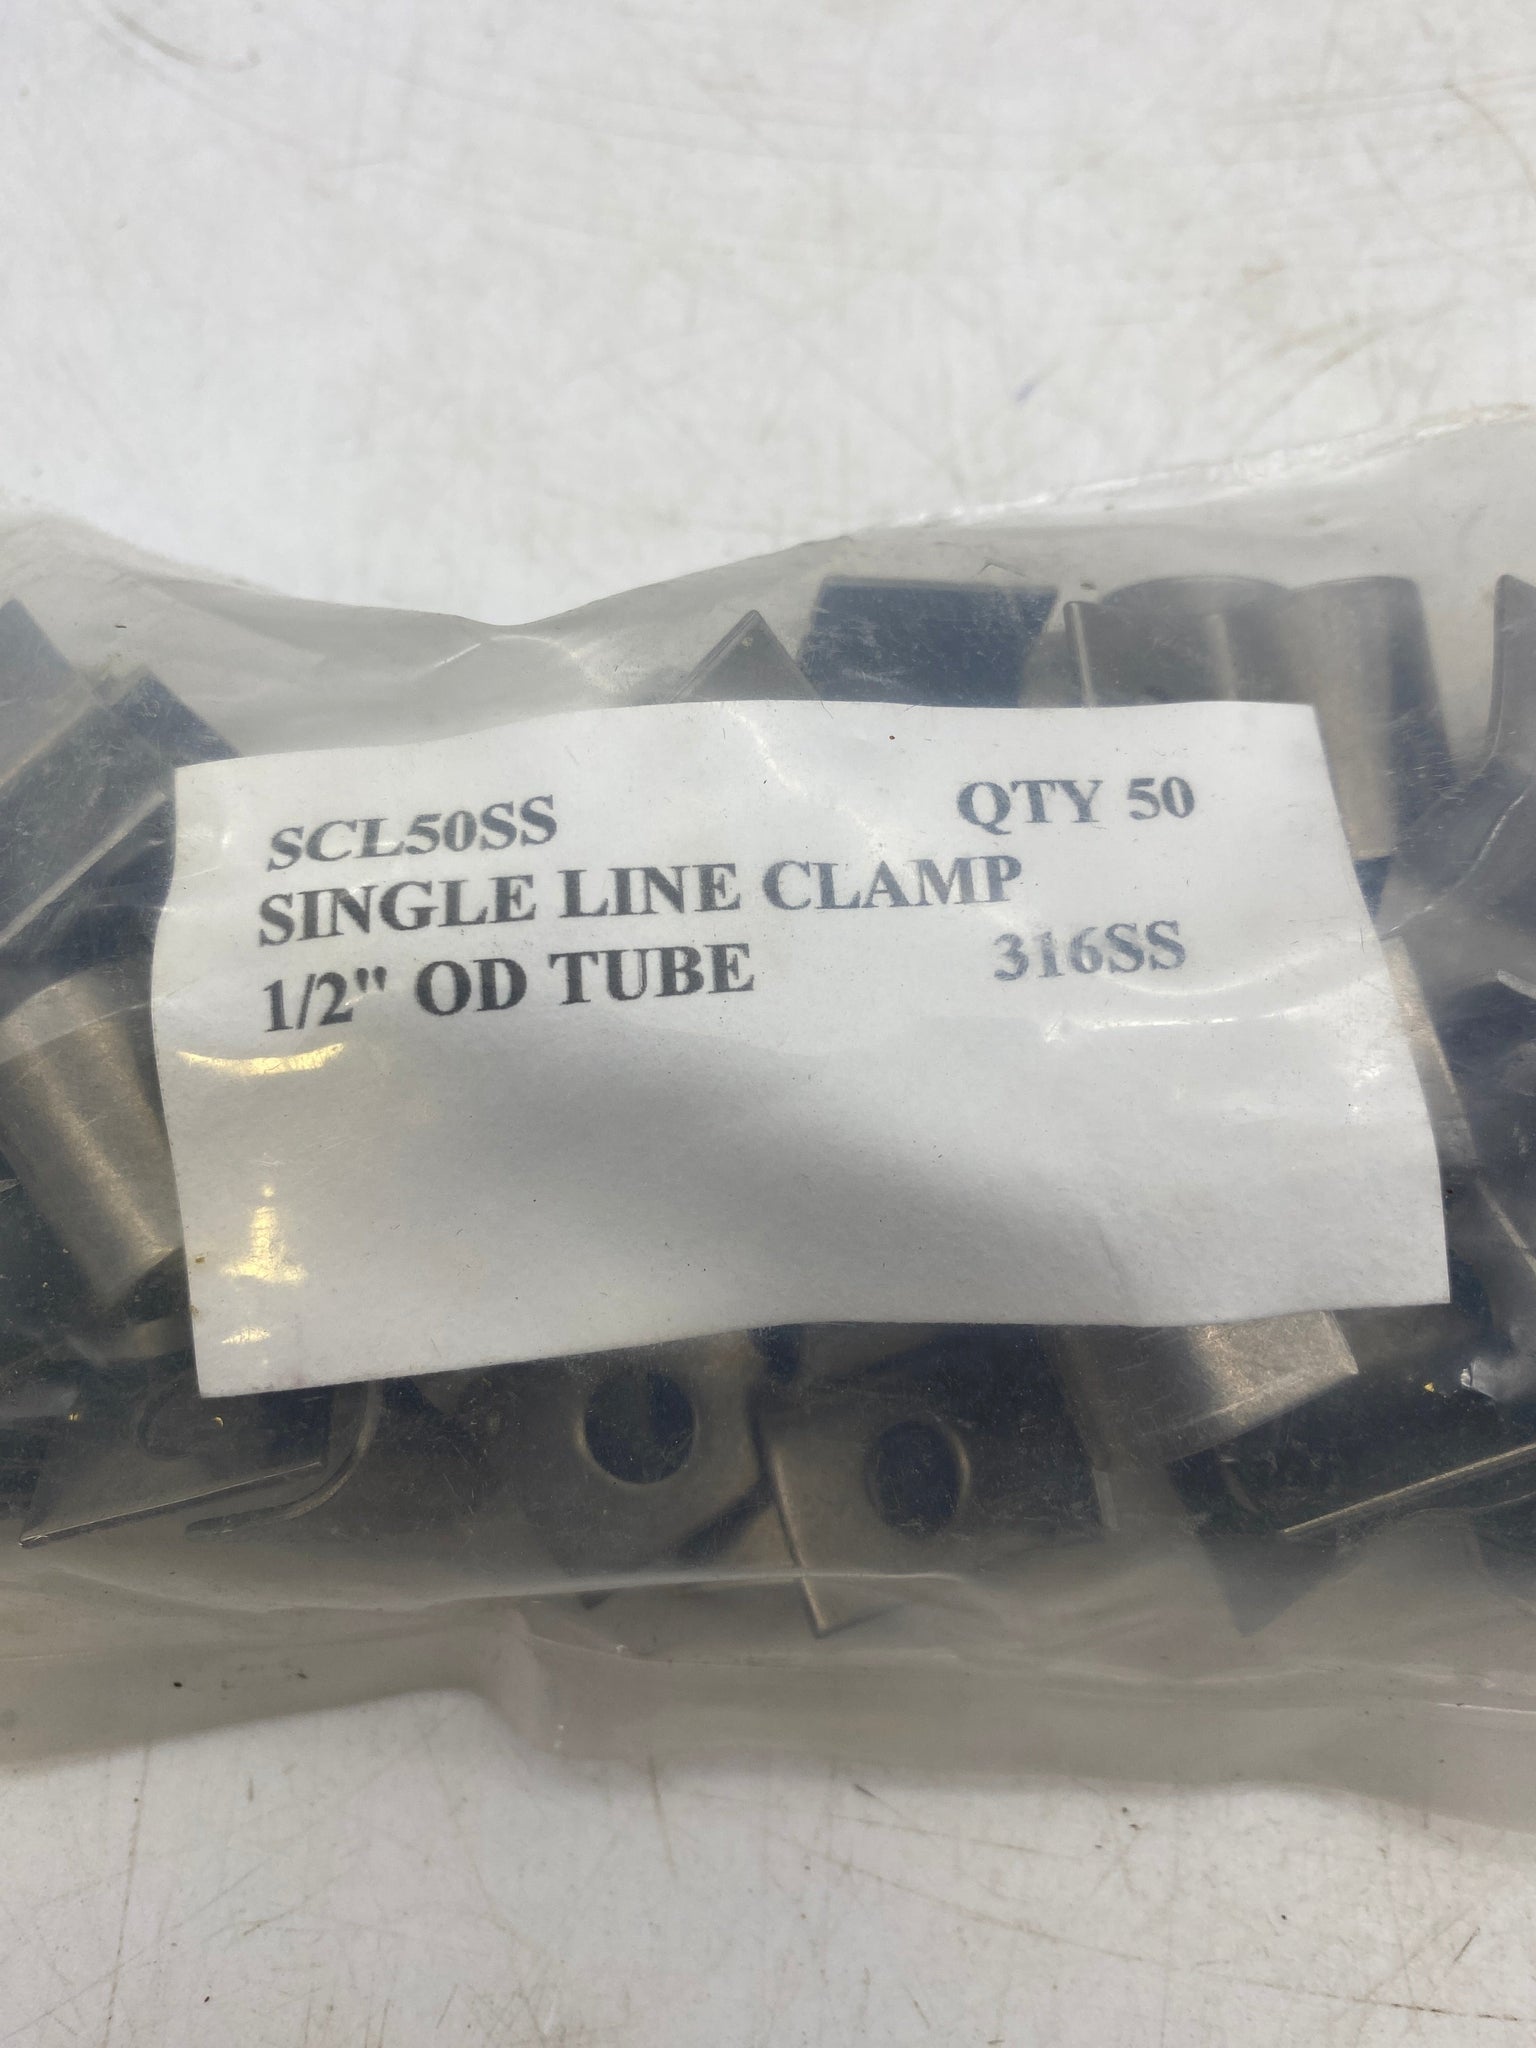 SCL50SS QTY 50
SINGLE LINE CLAMP
1/2" OD TUBE 316SS